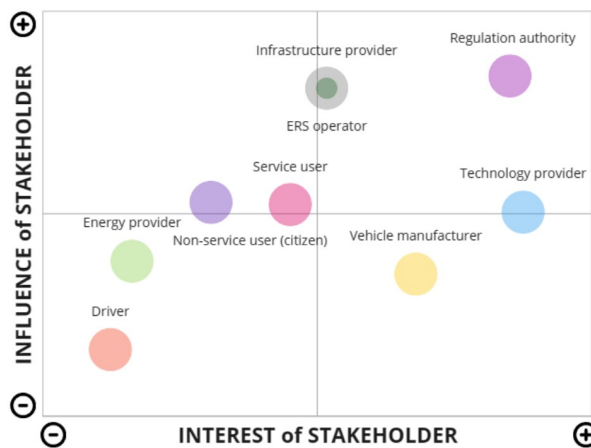 INFLUENCE of STAKEHOLDER
Infrastructure provider
Regulation authority
ERS operator
Service user
Technology provider
Energy provider
Non-service user (citizen)
Vehicle manufacturer
Driver
INTEREST of STAKEHOLDER